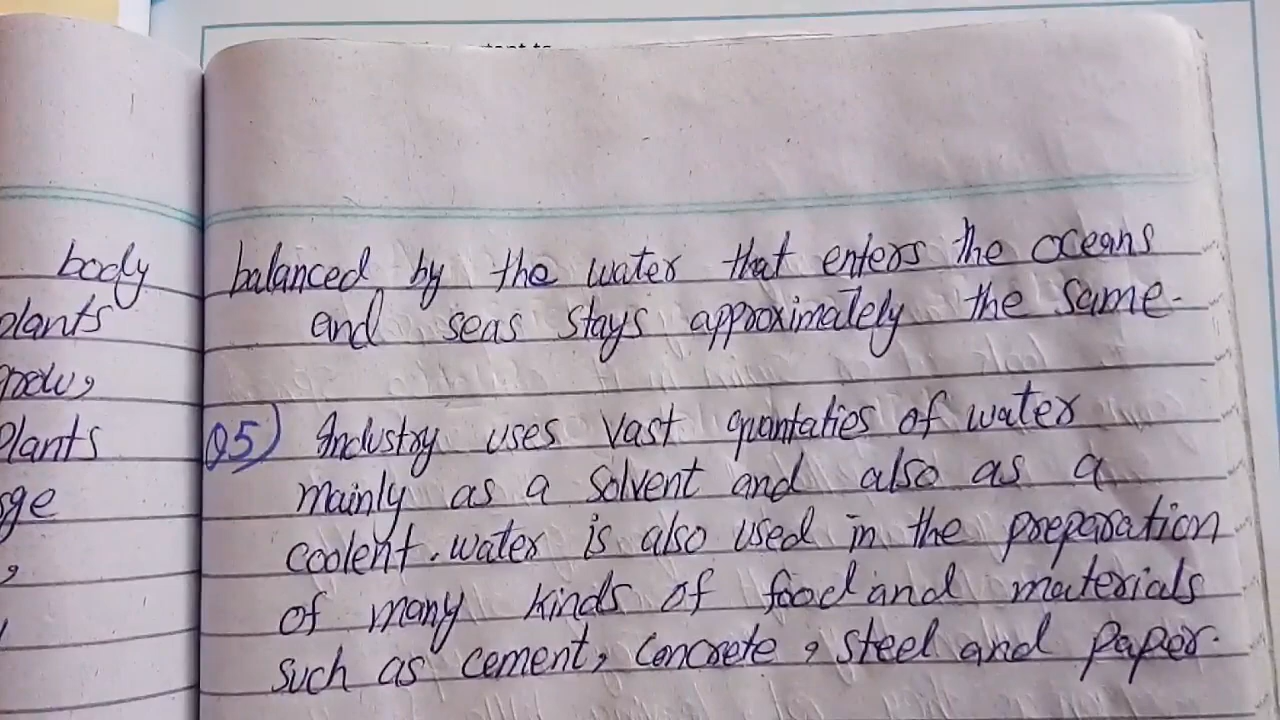 body
plants
grow,
Plants
balanced by the water that enters the oceans
and seas stays approximately the same.
Q5) Industry uses vast quantaties of water
mainly as a solvent and also as a
coolent. water is also used in the preparation
of many kinds of food and materials
such as cement, concrete, steel and paper.